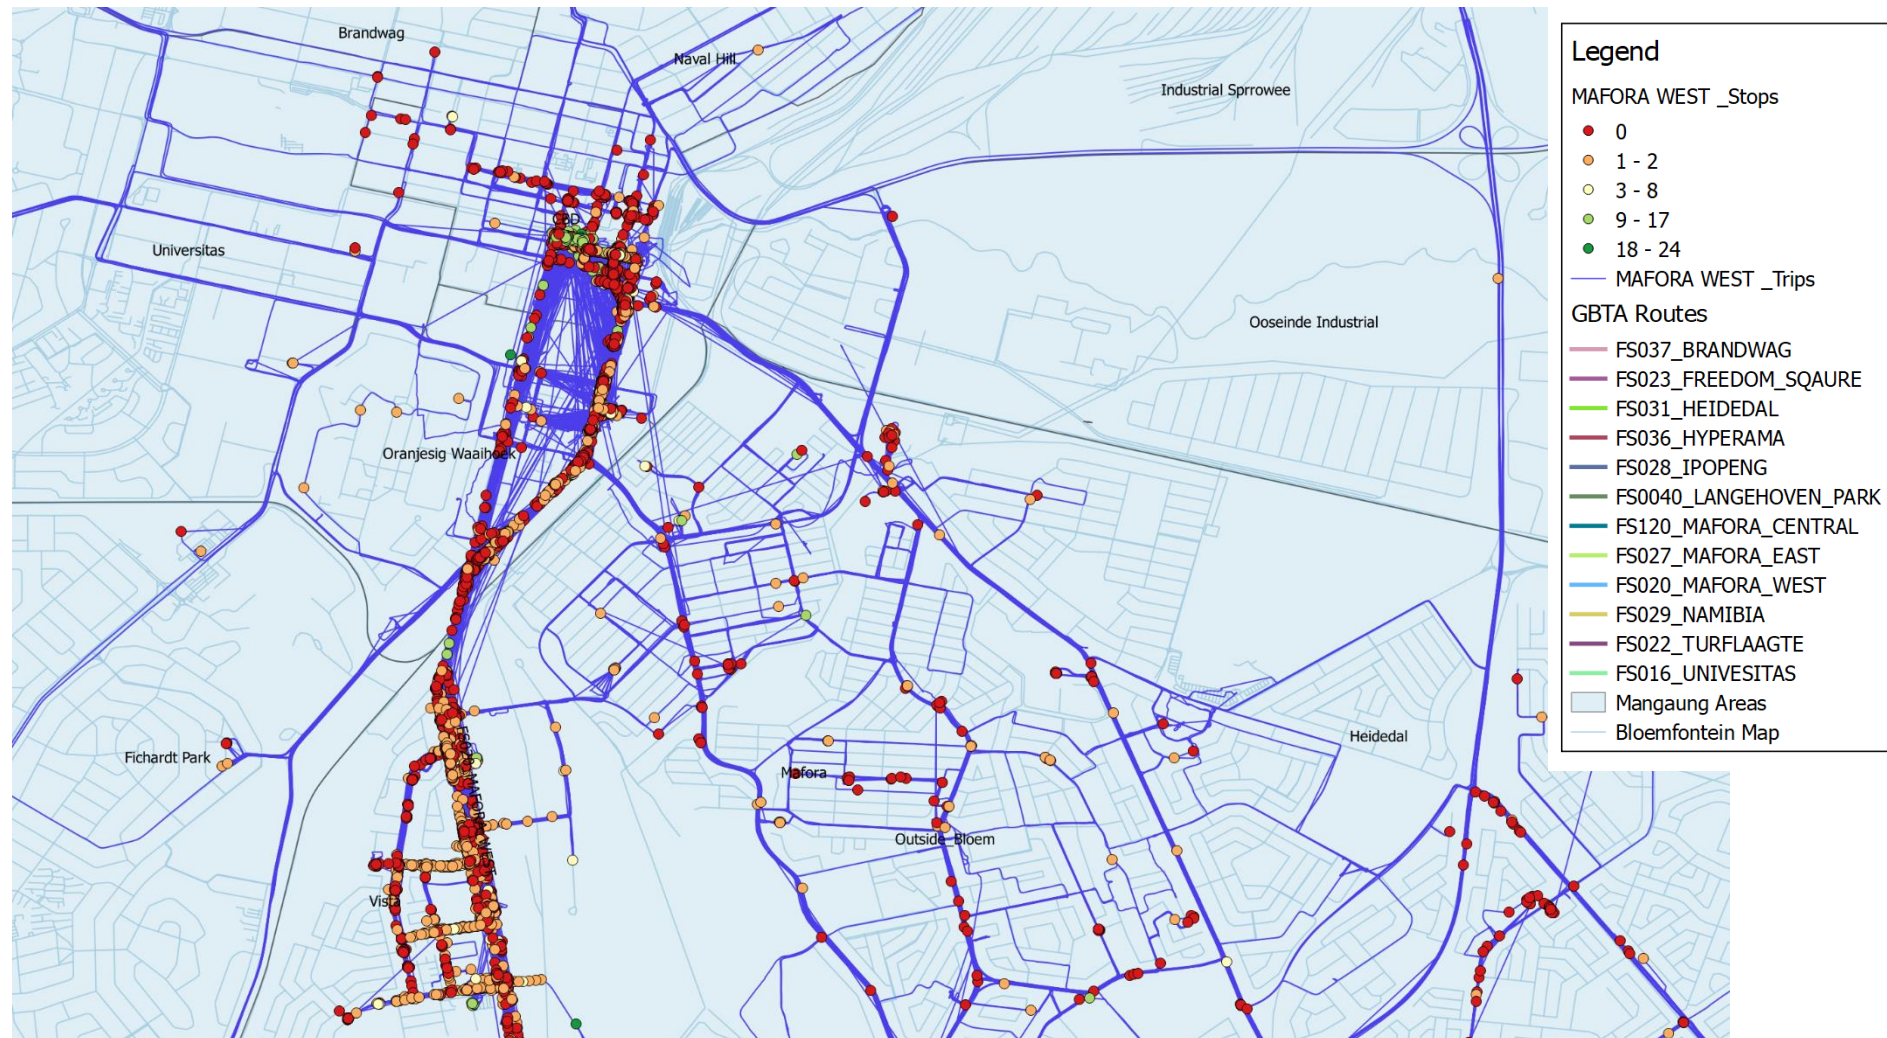 Brandwag
Naval Hill
Industrial Sprrowee
CBD
Universitas
Ooseinde Industrial
Oranjesig Waaihoek
Fichardt Park
Heidedal
Mafora
Outside_Bloem
Vista
Legend
MAFORA WEST _Stops
0
1 - 2
3 - 8
9 - 17
18 - 24
MAFORA WEST _Trips
GBTA Routes
FS037_BRANDWAG
FS023_FREEDOM_SQAURE
FS031_HEIDEDAL
FS036_HYPERAMA
FS028_IPOPENG
FS0040_LANGEHOVEN_PARK
FS120_MAFORA_CENTRAL
FS027_MAFORA_EAST
FS020_MAFORA_WEST
FS029_NAMIBIA
FS022_TURFLAAGTE
FS016_UNIVESITAS
Mangaung Areas
Bloemfontein Map